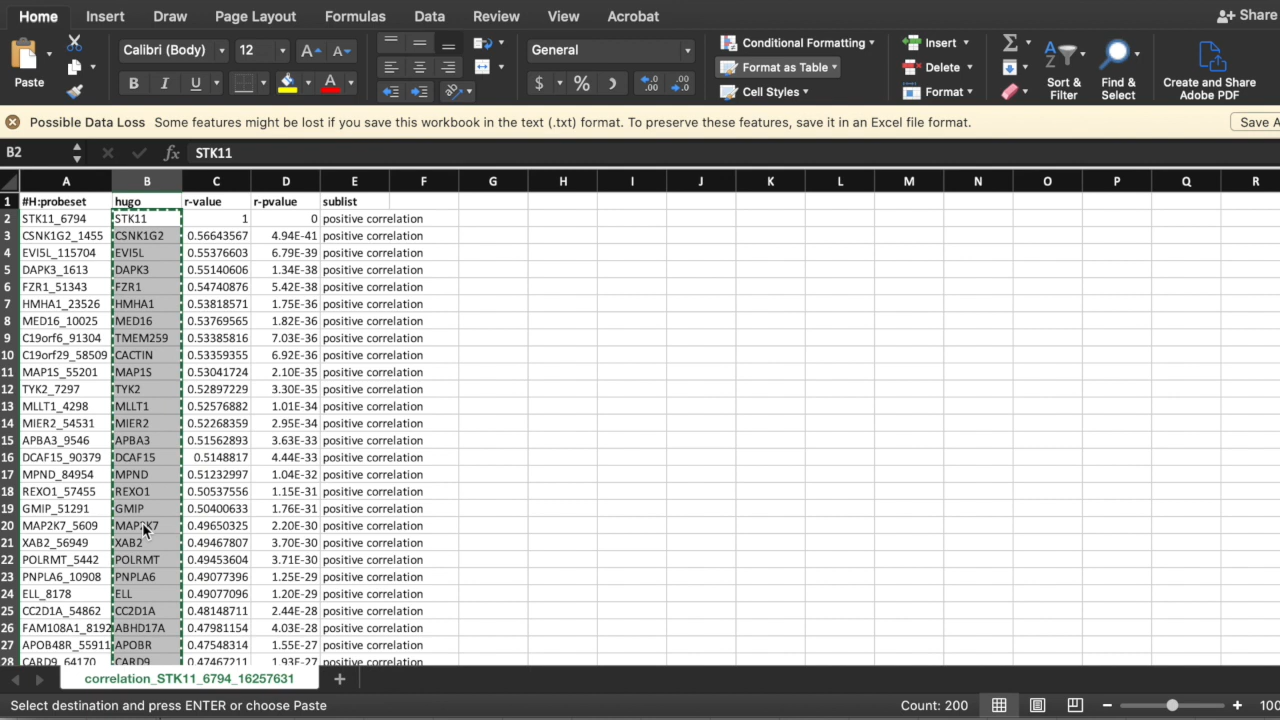 Home Insert Draw Page Layout Formulas Data Review View Acrobat Share
Paste Calibri (Body) 12 General Conditional Formatting Insert
B I U A $ % Format as Table Delete Sort & Filter Find & Select Create and Share Adobe PDF
Cell Styles Format
Possible Data Loss Some features might be lost if you save this workbook in the text (.txt) format. To preserve these features, save it in an Excel file format. Save A
B2 fx STK11
A B C D E F G H I J K L M N O P Q R
1 #H:probeset hugo r-value r-pvalue sublist
2 STK11_6794 STK11 1 0 positive correlation
3 CSNK1G2_1455 CSNK1G2 0.56643567 4.94E-41 positive correlation
4 EVI5L_115704 EVI5L 0.55376603 6.79E-39 positive correlation
5 DAPK3_1613 DAPK3 0.55140606 1.34E-38 positive correlation
6 FZR1_51343 FZR1 0.54740876 5.42E-38 positive correlation
7 HMHA1_23526 HMHA1 0.53818571 1.75E-36 positive correlation
8 MED16_10025 MED16 0.53769565 1.82E-36 positive correlation
9 C19orf6_91304 TMEM259 0.53385816 7.03E-36 positive correlation
10 C19orf29_58509 CACTIN 0.53359355 6.92E-36 positive correlation
11 MAP1S_55201 MAP1S 0.53041724 2.10E-35 positive correlation
12 TYK2_7297 TYK2 0.52897229 3.30E-35 positive correlation
13 MLLT1_4298 MLLT1 0.52576882 1.01E-34 positive correlation
14 MIER2_54531 MIER2 0.52268359 2.95E-34 positive correlation
15 APBA3_9546 APBA3 0.51562893 3.63E-33 positive correlation
16 DCAF15_90379 DCAF15 0.5148817 4.44E-33 positive correlation
17 MPND_84954 MPND 0.51232997 1.04E-32 positive correlation
18 REXO1_57455 REXO1 0.50537556 1.15E-31 positive correlation
19 GMIP_51291 GMIP 0.50400633 1.76E-31 positive correlation
20 MAP2K7_5609 MAP2K7 0.49650325 2.20E-30 positive correlation
21 XAB2_56949 XAB2 0.49467807 3.70E-30 positive correlation
22 POLRMT_5442 POLRMT 0.49453604 3.71E-30 positive correlation
23 PNPLA6_10908 PNPLA6 0.49077396 1.25E-29 positive correlation
24 ELL_8178 ELL 0.49077096 1.20E-29 positive correlation
25 CC2D1A_54862 CC2D1A 0.48148711 2.44E-28 positive correlation
26 FAM108A1_8192 ABHD17A 0.47981154 4.03E-28 positive correlation
27 APOB48R_55911 APOBR 0.47548314 1.55E-27 positive correlation
28 CARD9_64170 CARD9 0.47467211 1.93E-27 positive correlation
correlation_STK11_6794_16257631
Select destination and press ENTER or choose Paste Count: 200 100